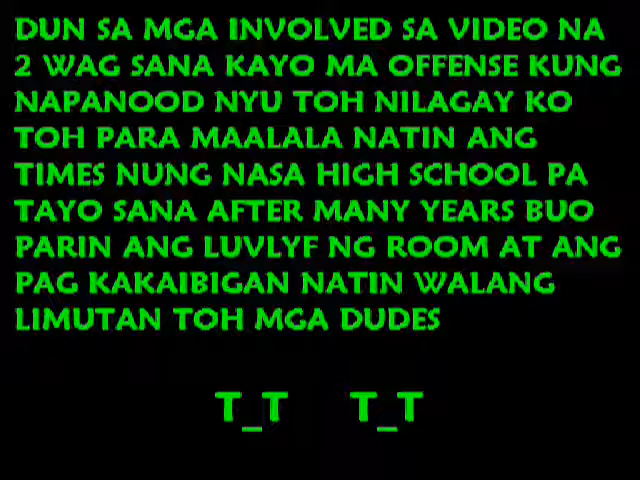 DUN SA MGA INVOLVED SA VIDEO NA
2 WAG SANA KAYO MA OFFENSE KUNG
NAPANOOD NYU TOH NILAGAY KO
TOH PARA MAALALA NATIN ANG
TIMES NUNG NASA HIGH SCHOOL PA
TAYO SANA AFTER MANY YEARS BUO
PARIN ANG LUVLYF NG ROOM AT ANG
PAG KAKAIBIGAN NATIN WALANG
LIMUTAN TOH MGA DUDES
T_T T_T